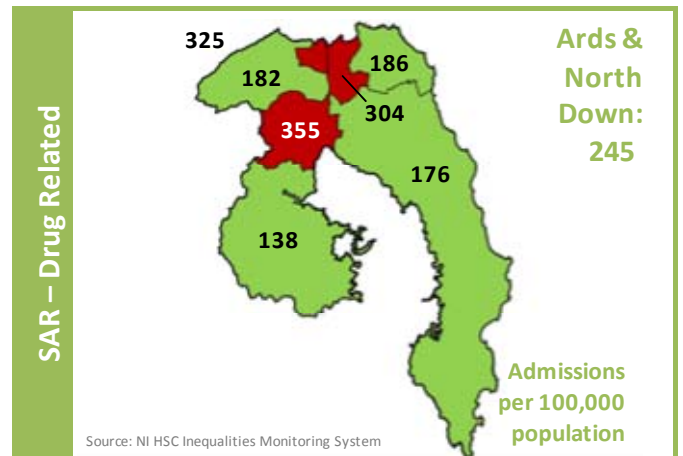 SAR – Drug Related
325
182
186
304
355
176
138
Ards &
North
Down:
245
Admissions
per 100,000
population
Source: NI HSC Inequalities Monitoring System